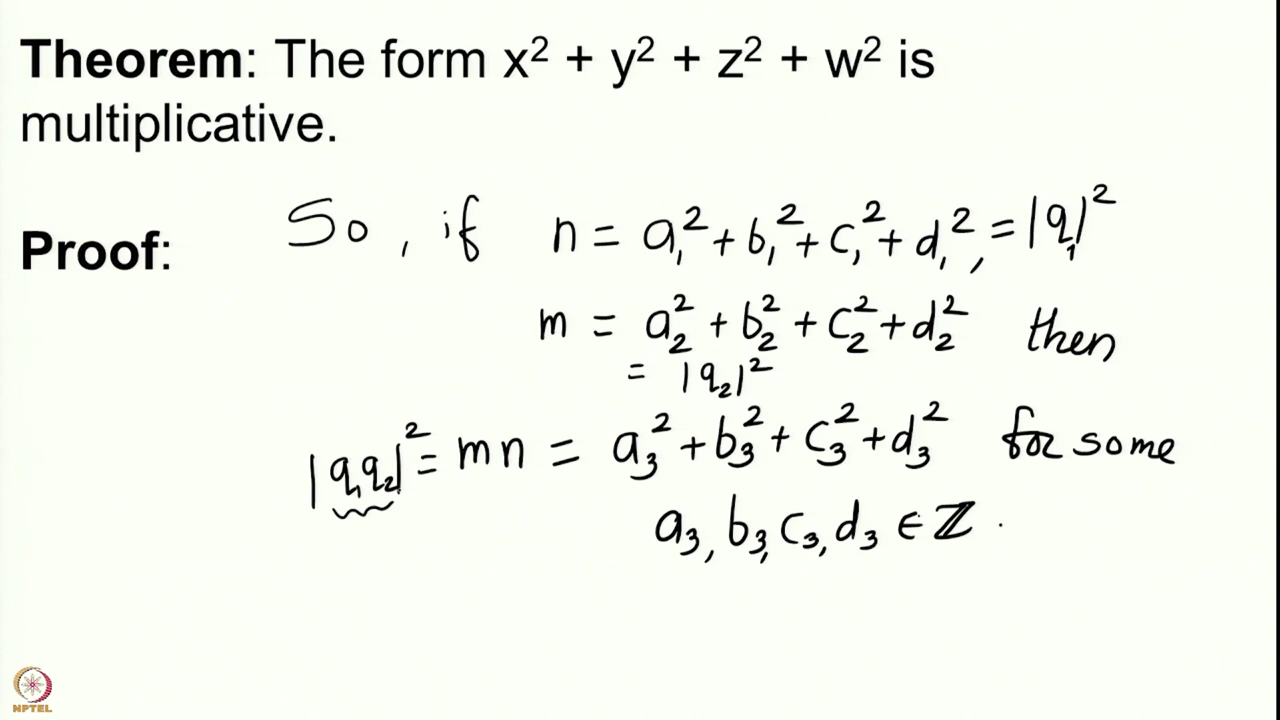 Theorem: The form x² + y² + z² + w² is
multiplicative.
Proof: So, if n = a₁² + b₁² + c₁² + d₁², = |q₁|²
m = a₂² + b₂² + c₂² + d₂² then
= |q₂|²
|q₁q₂|² = mn = a₃² + b₃² + c₃² + d₃² for some
a₃, b₃, c₃, d₃ ∈ ℤ.
NPTEL